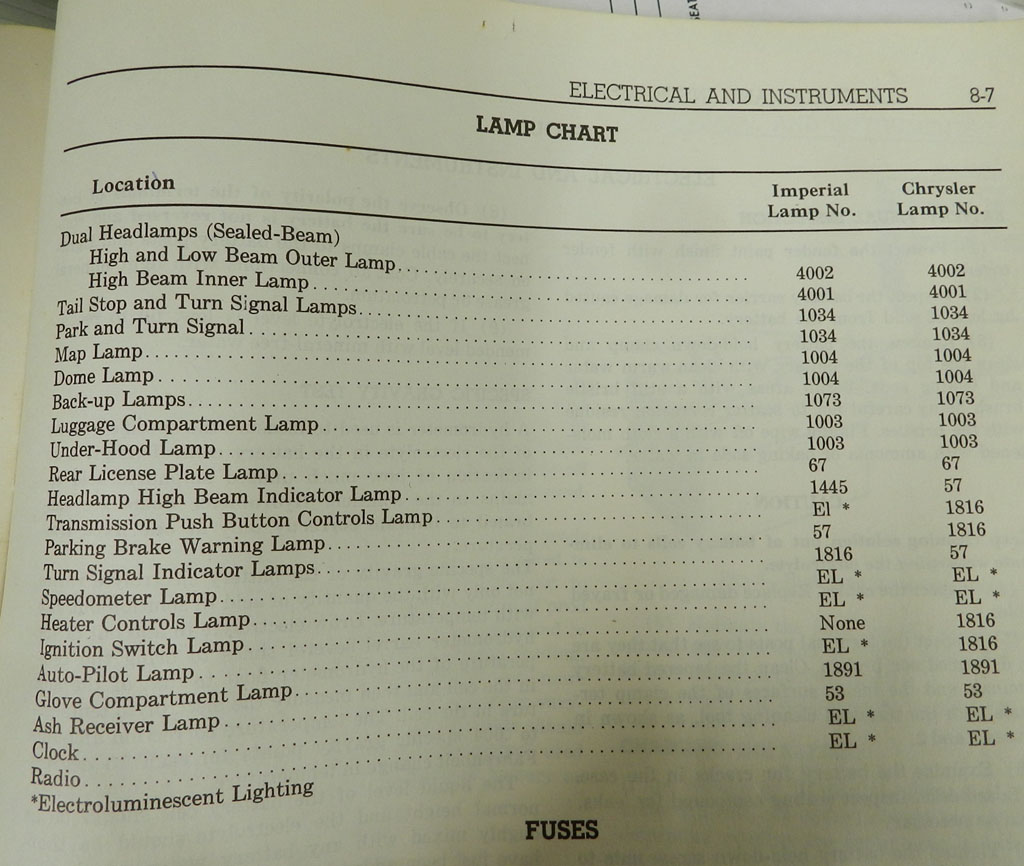 ELECTRICAL AND INSTRUMENTS 8-7
LAMP CHART
Location Imperial Lamp No. Chrysler Lamp No.
Dual Headlamps (Sealed-Beam)
High and Low Beam Outer Lamp 4002 4002
High Beam Inner Lamp 4001 4001
Tail Stop and Turn Signal Lamps 1034 1034
Park and Turn Signal 1034 1034
Map Lamp 1004 1004
Dome Lamp 1004 1004
Back-up Lamps 1073 1073
Luggage Compartment Lamp 1003 1003
Under-Hood Lamp 1003 1003
Rear License Plate Lamp 67 67
Headlamp High Beam Indicator Lamp 1445 57
Transmission Push Button Controls Lamp El * 1816
Parking Brake Warning Lamp 57 1816
Turn Signal Indicator Lamps 1816 57
Speedometer Lamp EL * EL *
Heater Controls Lamp EL * EL *
Ignition Switch Lamp None 1816
Auto-Pilot Lamp EL * 1816
Glove Compartment Lamp 1891 1891
Ash Receiver Lamp 53 53
Clock EL * EL *
Radio EL * EL *
*Electroluminescent Lighting
FUSES